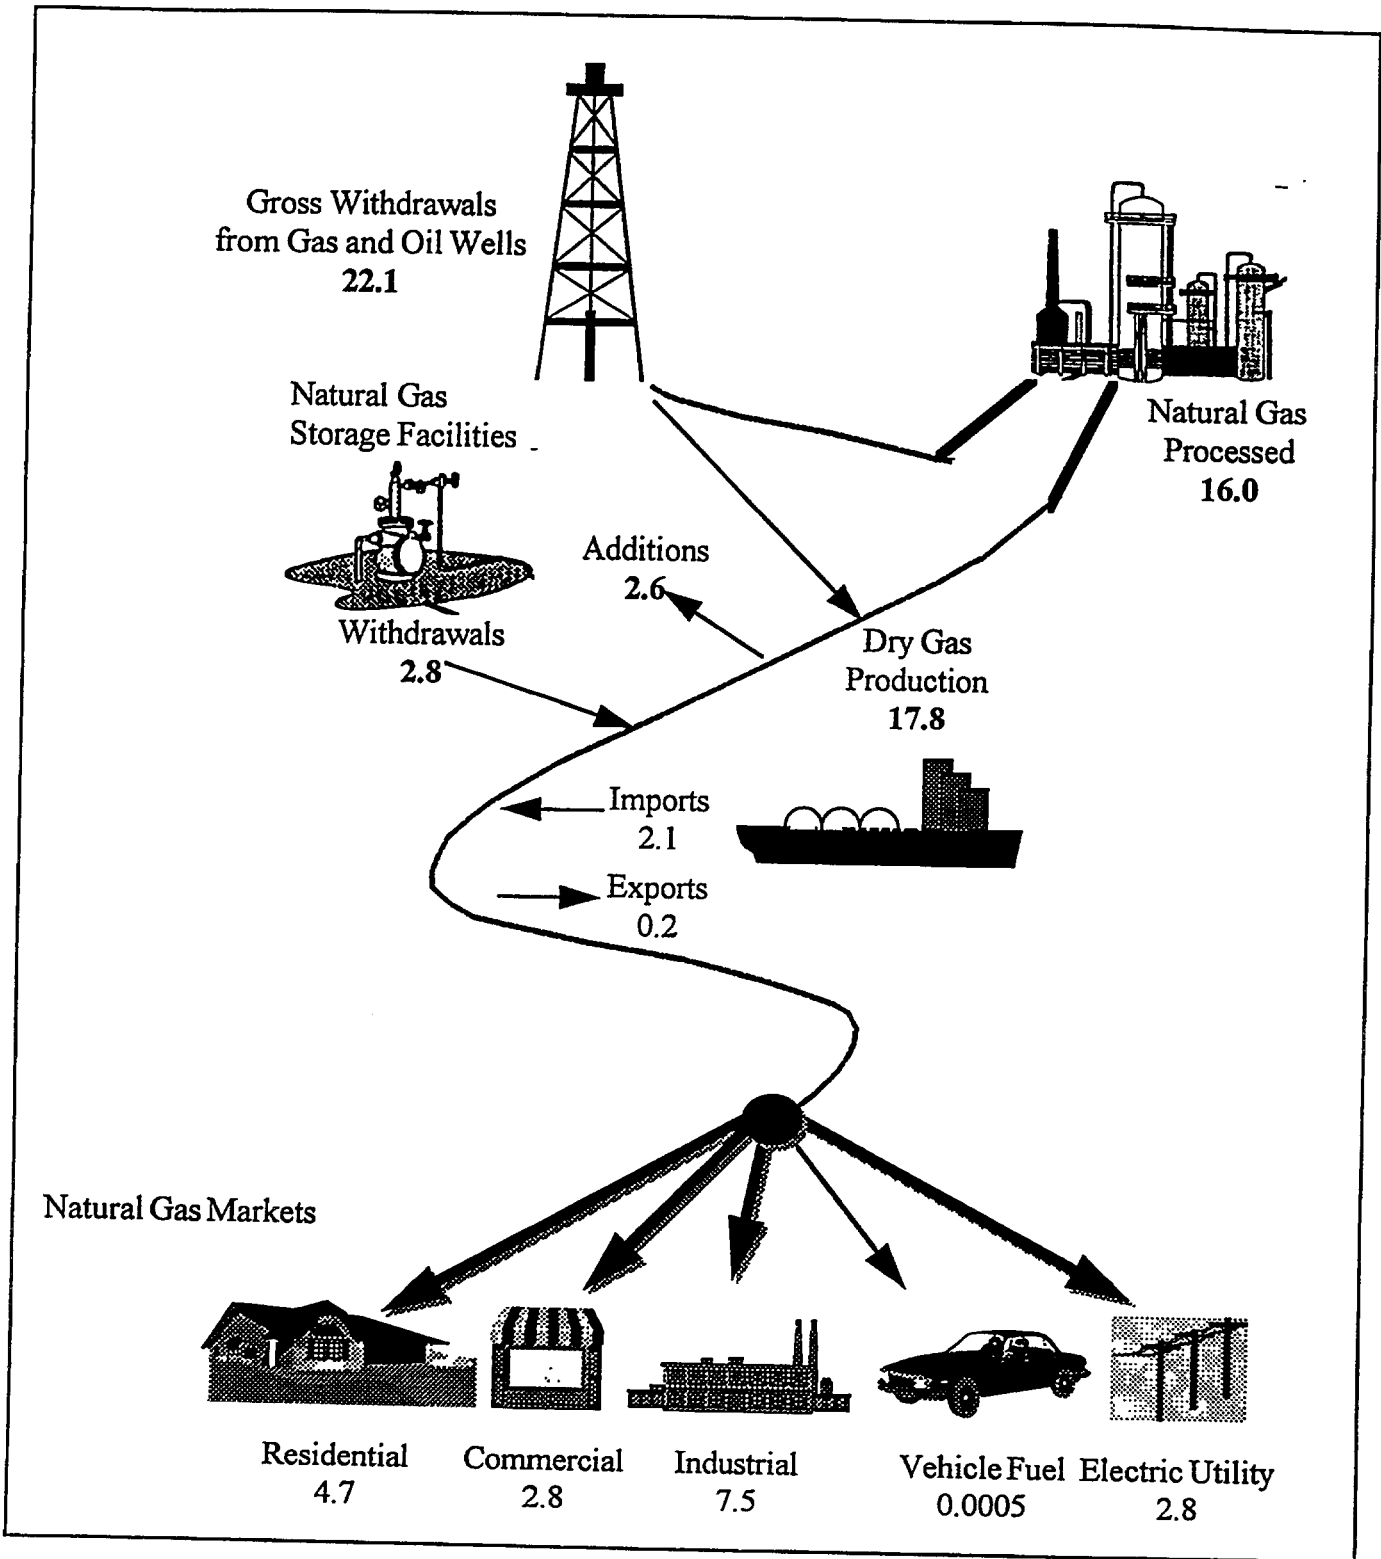 Gross Withdrawals
from Gas and Oil Wells
22.1
Natural Gas
Storage Facilities
Natural Gas
Processed
16.0
Additions
2.6
Withdrawals
2.8
Dry Gas
Production
17.8
Imports
2.1
Exports
0.2
Natural Gas Markets
Residential
4.7
Commercial
2.8
Industrial
7.5
Vehicle Fuel
0.0005
Electric Utility
2.8